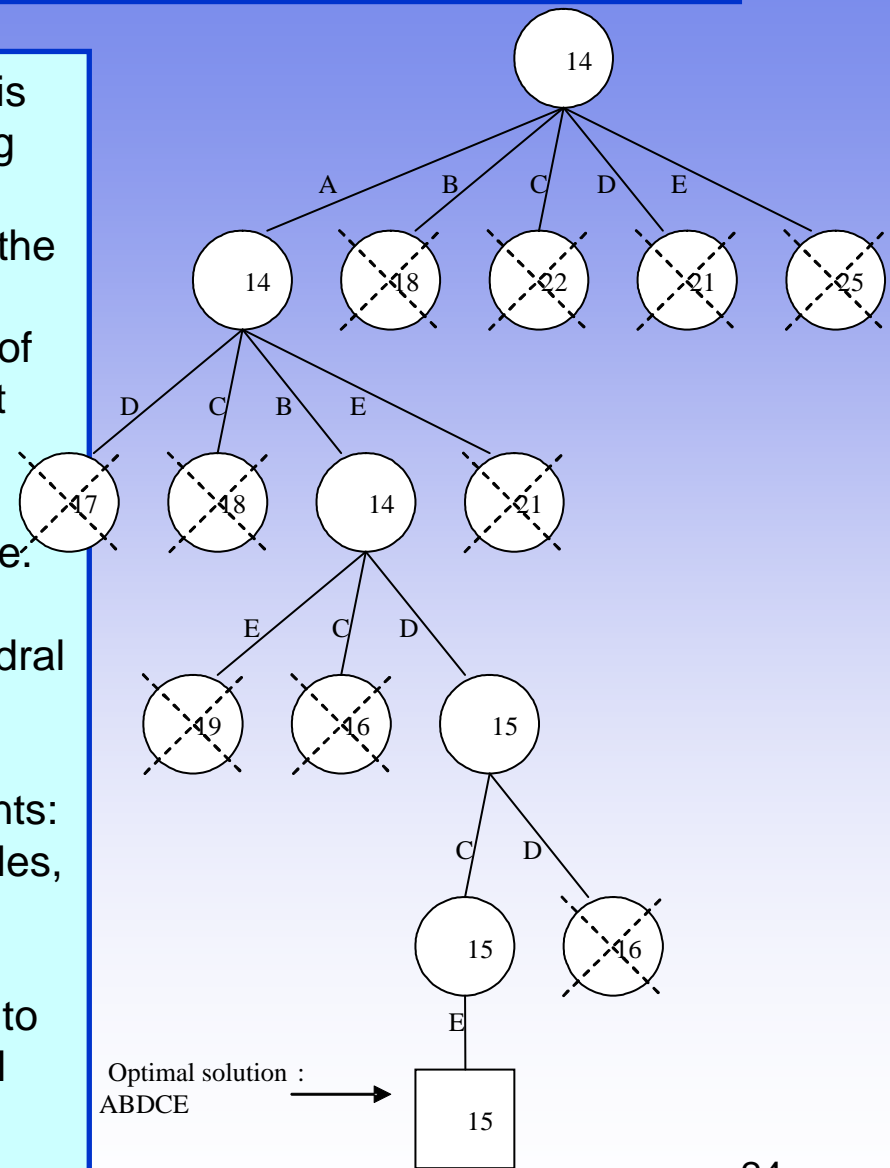 is
g
the
of
t
e.
dral
nts:
les,
to
l
14
A B C D E
14 18 22 21 25
D C B E
17 18 14 21
E C D
19 16 15
C D
15 16
E
Optimal solution :
ABDCE
15